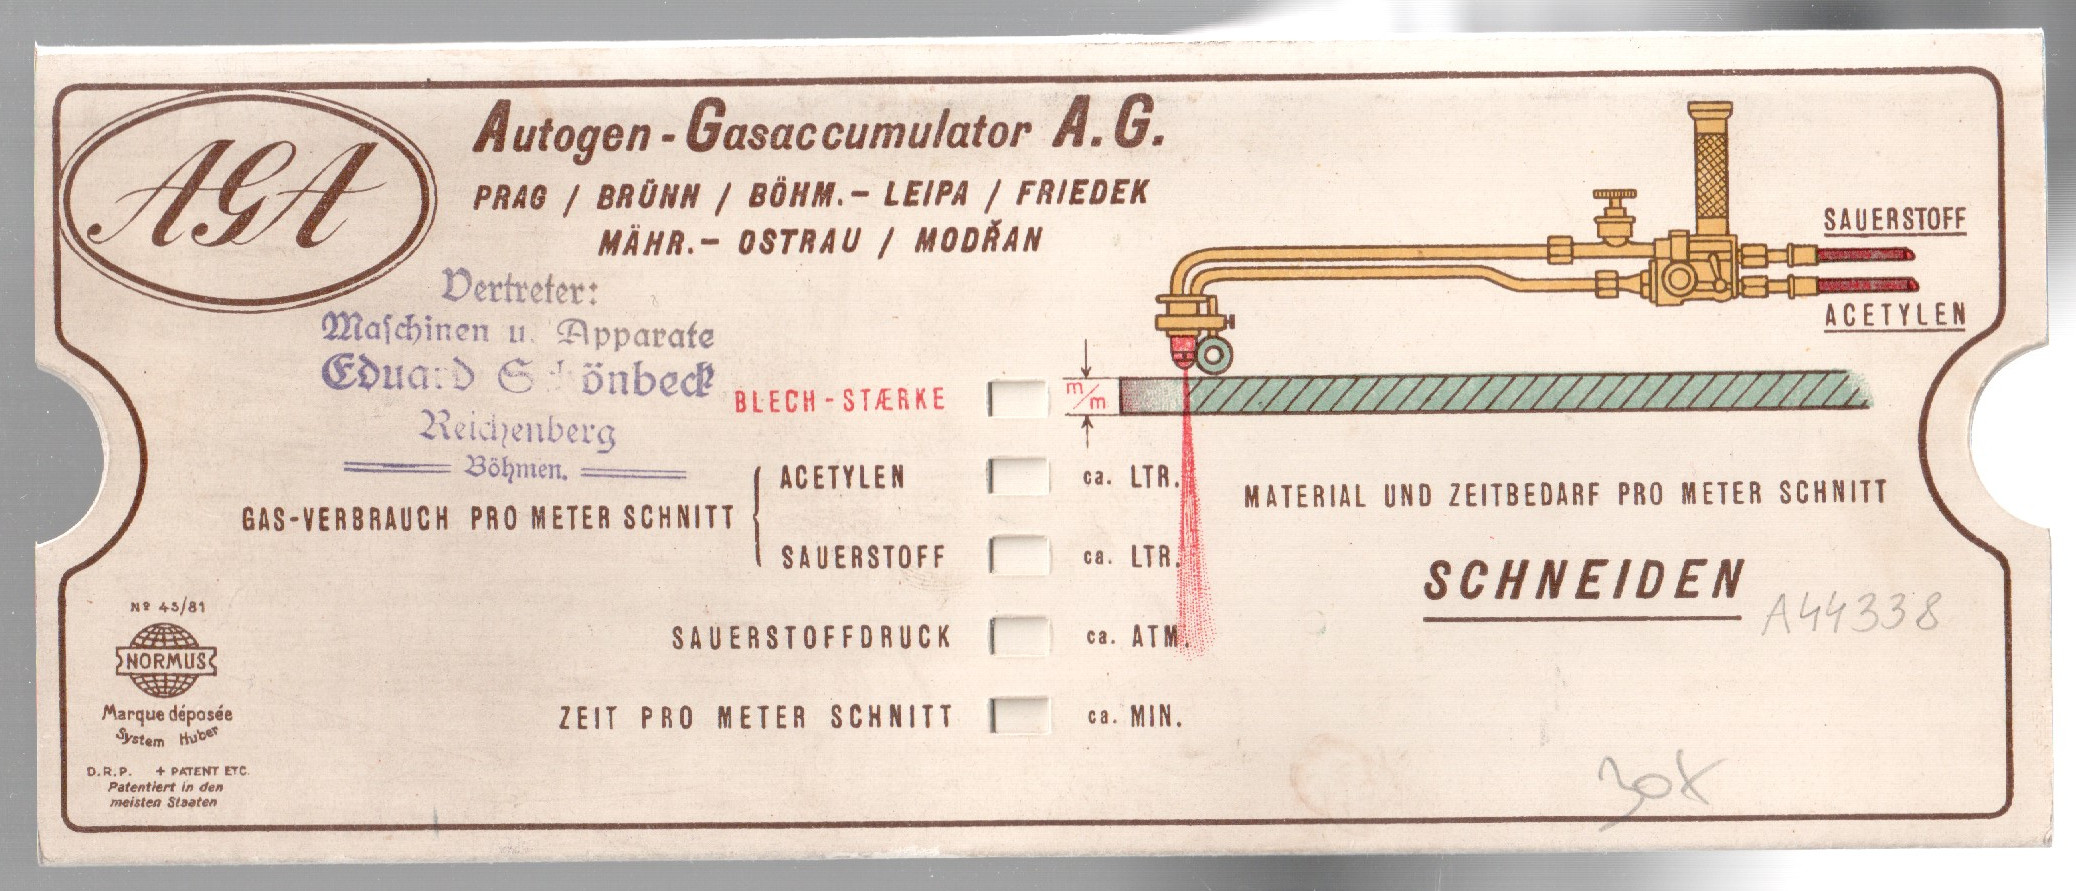 AGA
Autogen-Gasaccumulator A.G.
PRAG / BRÜNN / BÖHM.- LEIPA / FRIEDEK
MÄHR.- OSTRAU / MODŘAN
Vertreter:
Maschinen u. Apparate
Eduard Schönbeck
Reichenberg
Böhmen.
SAUERSTOFF
ACETYLEN
BLECH-STÆRKE m/m
GAS-VERBRAUCH PRO METER SCHNITT
ACETYLEN ca. LTR.
SAUERSTOFF ca. LTR.
SAUERSTOFFDRUCK ca. ATM.
ZEIT PRO METER SCHNITT ca. MIN.
MATERIAL UND ZEITBEDARF PRO METER SCHNITT
SCHNEIDEN
A44338
Nº 45/81
NORMUS
Marque déposée
System Huber
D.R.P. + PATENT ETC.
Patentiert in den
meisten Staaten